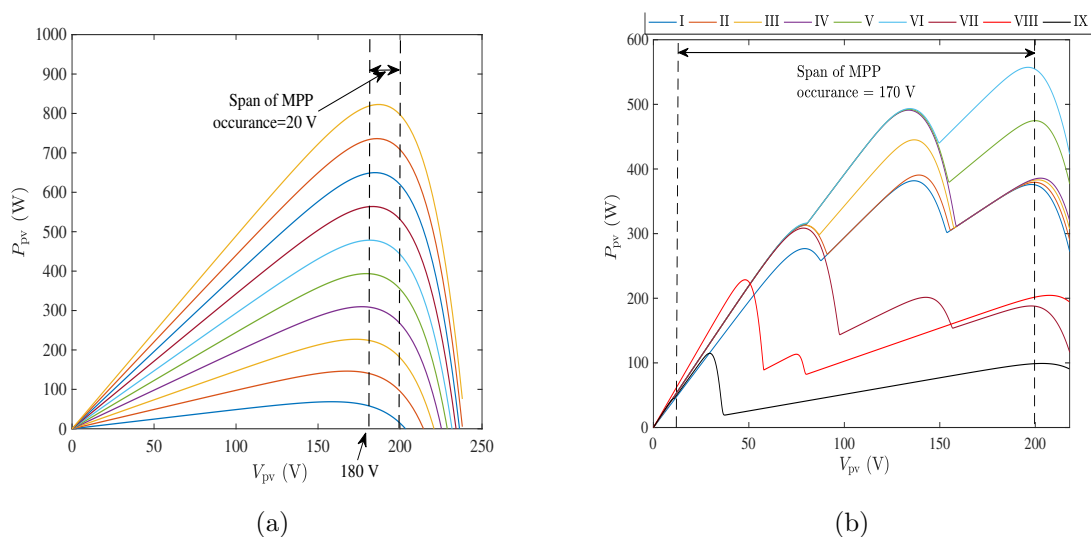 (a)
1000
900
800
700
600
500
400
300
200
100
0
P_pv (W)
Span of MPP
occurance=20 V
0 50 100 150 200 250
180 V
V_pv (V)
(b)
I II III IV V VI VII VIII IX
600
500
400
300
200
100
0
P_pv (W)
Span of MPP
occurance = 170 V
0 50 100 150 200
V_pv (V)
(a)
(b)